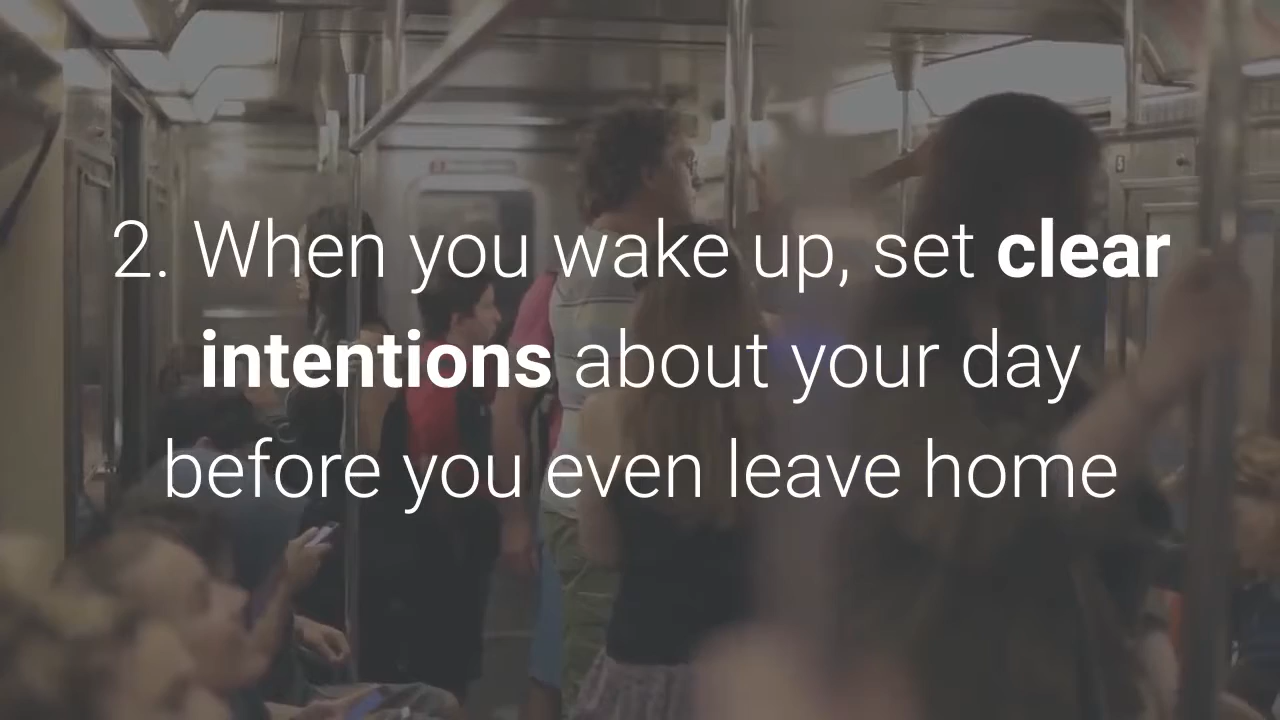 2. When you wake up, set clear
intentions about your day
before you even leave home